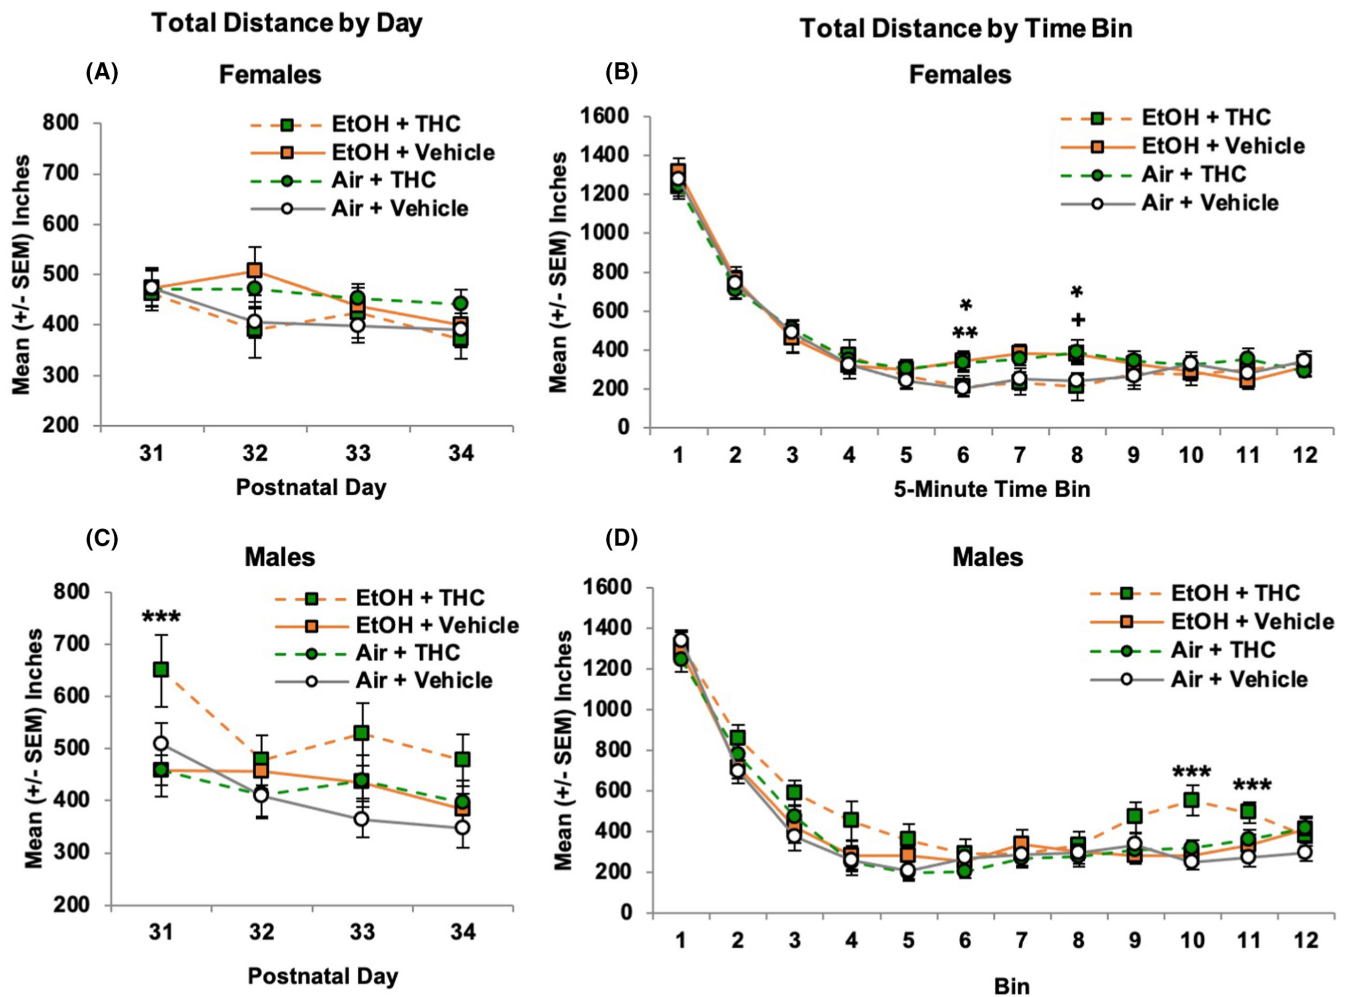 Total Distance by Day
Total Distance by Time Bin
(A)
Females
Mean (+/- SEM) Inches
800
700
600
500
400
300
200
EtOH + THC
EtOH + Vehicle
Air + THC
Air + Vehicle
31 32 33 34
Postnatal Day
(B)
Females
Mean (+/- SEM) Inches
1600
1400
1200
1000
800
600
400
200
0
EtOH + THC
EtOH + Vehicle
Air + THC
Air + Vehicle
* *
** +
1 2 3 4 5 6 7 8 9 10 11 12
5-Minute Time Bin
(C)
Males
Mean (+/- SEM) Inches
800
700
600
500
400
300
200
***
EtOH + THC
EtOH + Vehicle
Air + THC
Air + Vehicle
31 32 33 34
Postnatal Day
(D)
Males
Mean (+/- SEM) Inches
1600
1400
1200
1000
800
600
400
200
0
EtOH + THC
EtOH + Vehicle
Air + THC
Air + Vehicle
*** ***
1 2 3 4 5 6 7 8 9 10 11 12
Bin